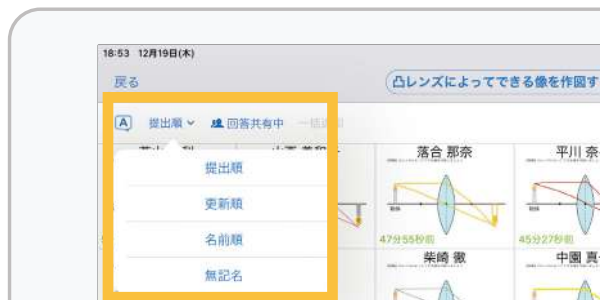 18:53 12月19日(木)
戻る
凸レンズによってできる像を作図す
A 提出順 回答共有中
提出順
更新順
名前順
無記名
落合 那奈
平川 奈
47分55秒前
45分27秒前
柴崎 徹
中園 真